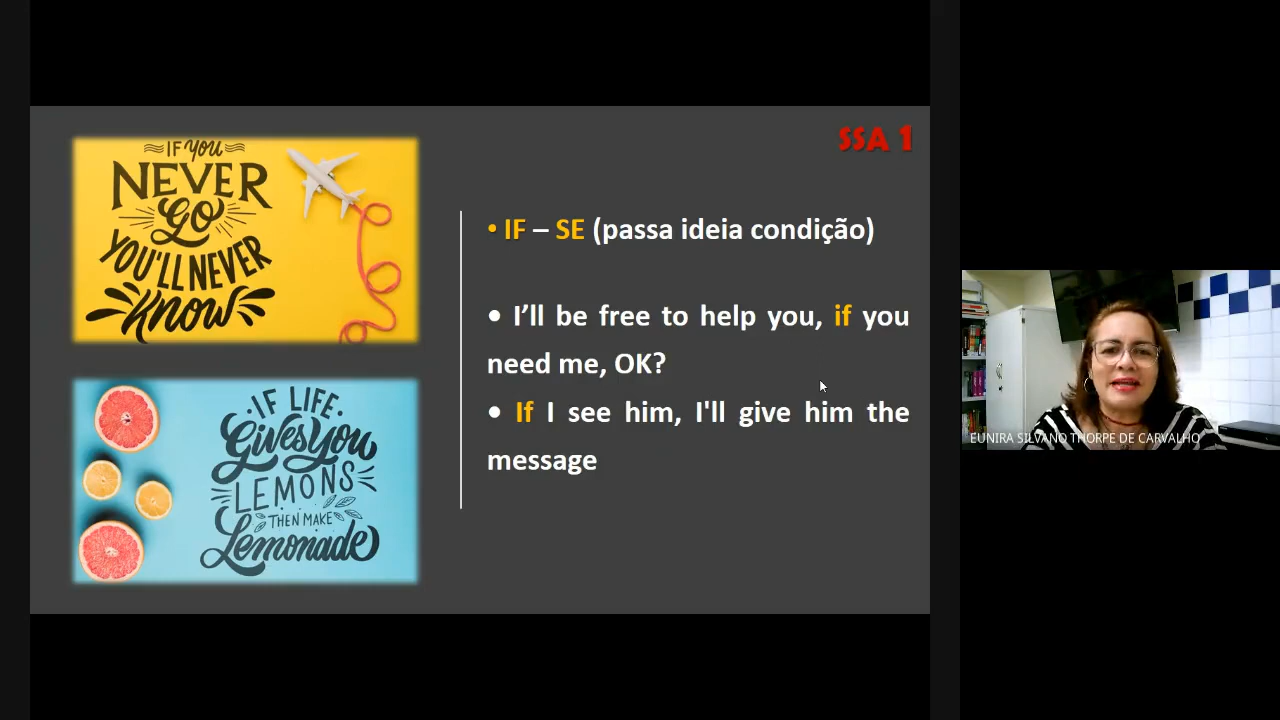 IF YOU
NEVER
GO
YOU'LL NEVER
KNOW
·IF LIFE·
Gives You
LEMONS
THEN MAKE
Lemonade
SSA 1
• IF – SE (passa ideia condição)
• I’ll be free to help you, if you
need me, OK?
• If I see him, I'll give him the
message
EUNIRA SILVANO THORPE DE CARVALHO